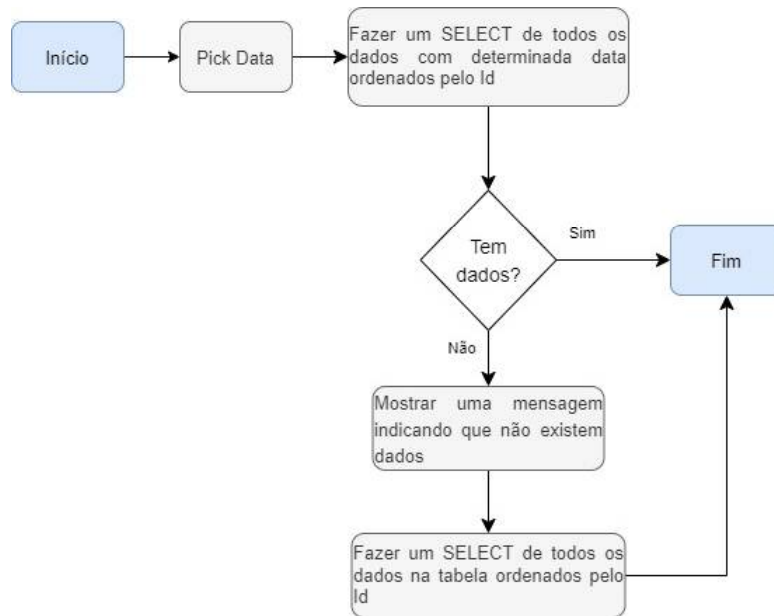 Início
Pick Data
Fazer um SELECT de todos os
dados com determinada data
ordenados pelo Id
Tem
dados?
Sim
Fim
Não
Mostrar uma mensagem
indicando que não existem
dados
Fazer um SELECT de todos os
dados na tabela ordenados pelo
Id